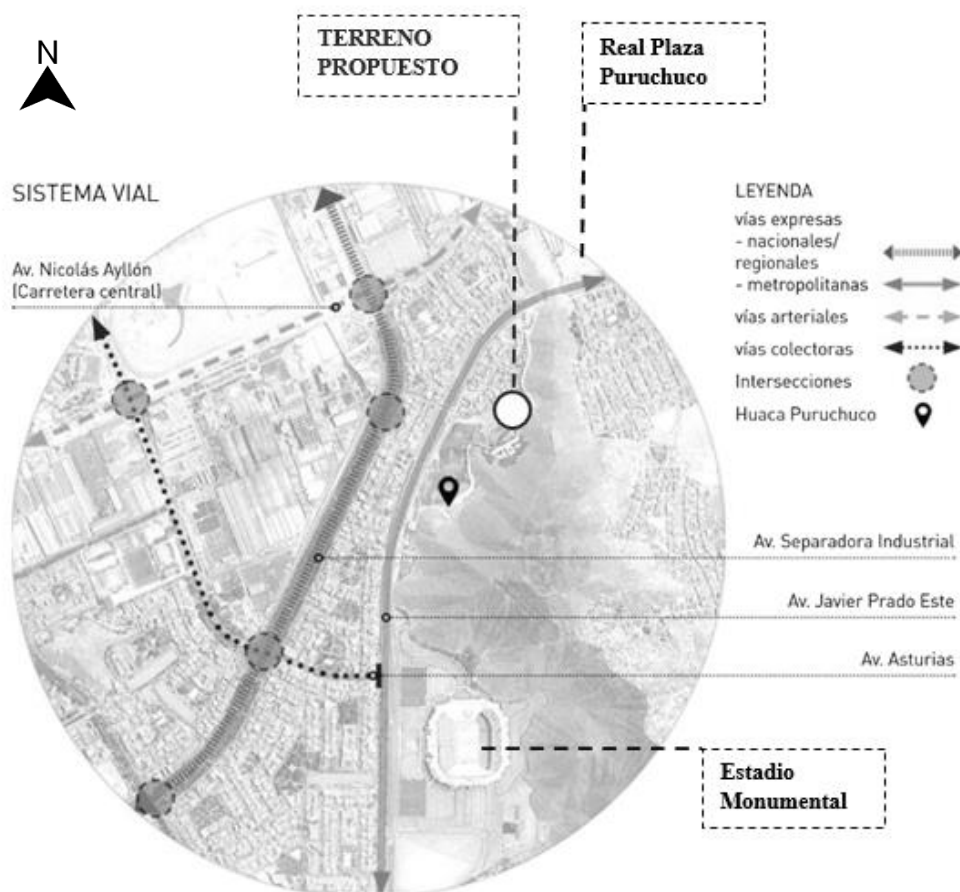 N
TERRENO
PROPUESTO
Real Plaza
Puruchuco
SISTEMA VIAL
Av. Nicolás Ayllón
(Carretera central)
LEYENDA
vías expresas
- nacionales/
regionales
- metropolitanas
vías arteriales
vías colectoras
Intersecciones
Huaca Puruchuco
Av. Separadora Industrial
Av. Javier Prado Este
Av. Asturias
Estadio
Monumental